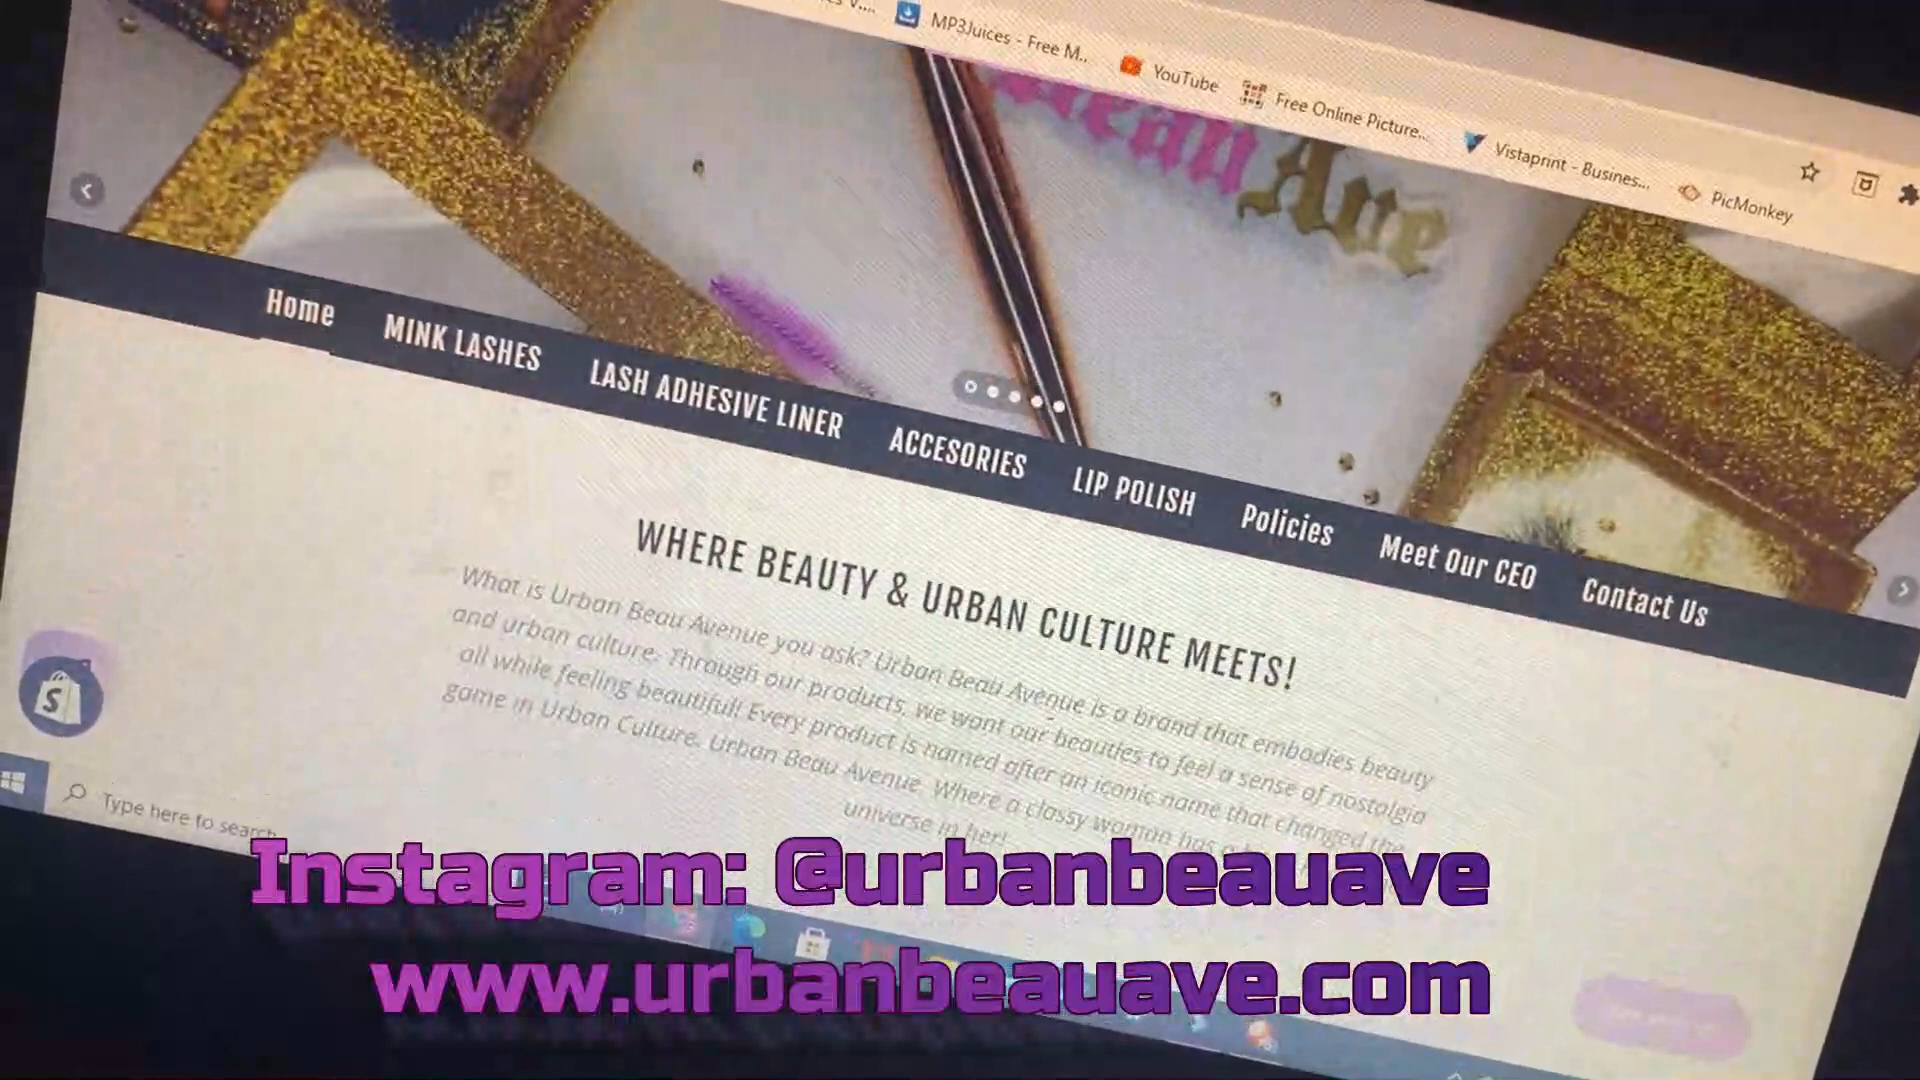 MP3Juices - Free M...
YouTube
Free Online Picture...
Vistaprint - Busines...
PicMonkey
Ave
Home
MINK LASHES
LASH ADHESIVE LINER
ACCESORIES
LIP POLISH
Policies
Meet Our CEO
Contact Us
WHERE BEAUTY & URBAN CULTURE MEETS!
What is Urban Beau Avenue you ask? Urban Beau Avenue is a brand that embodies beauty
and urban culture. Through our products, we want our beauties to feel a sense of nostalgia
all while feeling beautiful! Every product is named after an iconic name that changed the
game in Urban Culture. Urban Beau Avenue. Where a classy woman has a
universe in her!
Type here to search
Instagram: @urbanbeauave
www.urbanbeauave.com